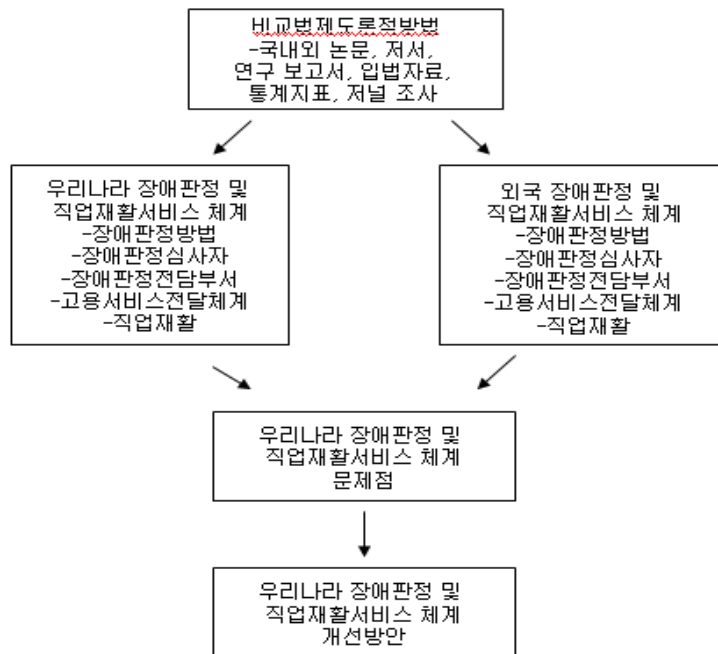 비교법제도론적방법
-국내외 논문, 저서,
연구 보고서, 입법자료,
통계지표, 저널 조사
우리나라 장애판정 및
직업재활서비스 체계
-장애판정방법
-장애판정심사자
-장애판정전담부서
-고용서비스전달체계
-직업재활
외국 장애판정 및
직업재활서비스 체계
-장애판정방법
-장애판정심사자
-장애판정전담부서
-고용서비스전달체계
-직업재활
우리나라 장애판정 및
직업재활서비스 체계
문제점
우리나라 장애판정 및
직업재활서비스 체계
개선방안